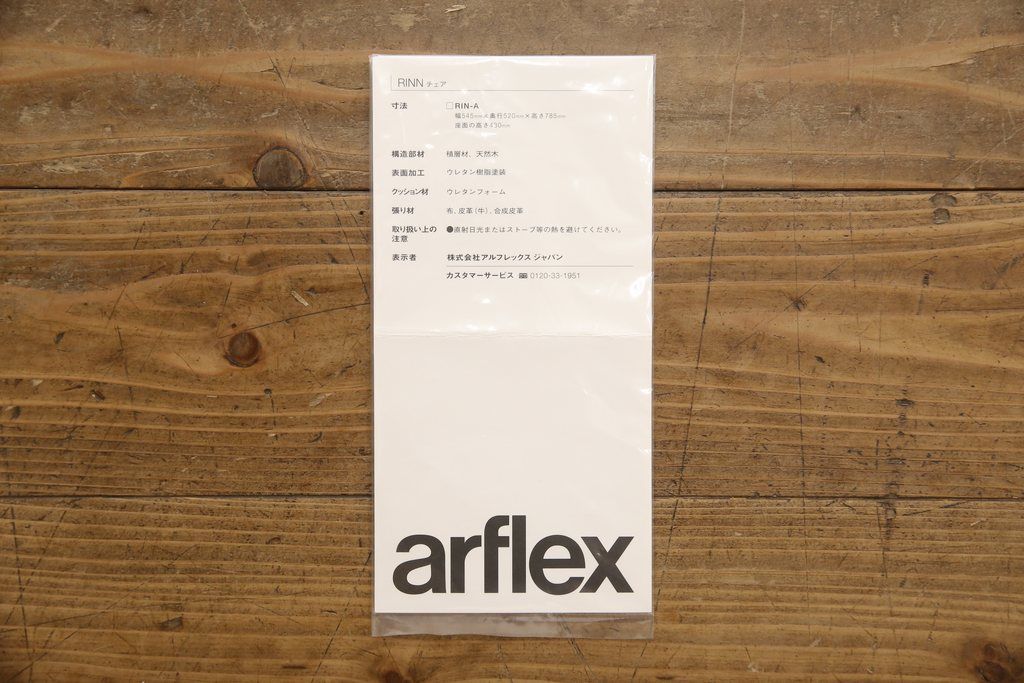 RINN チェア
寸法 □RIN-A
幅545mm×奥行520mm×高さ785mm
座面の高さ430mm
構造部材 積層材、天然木
表面加工 ウレタン樹脂塗装
クッション材 ウレタンフォーム
張り材 布、皮革(牛)、合成皮革
取り扱い上の ●直射日光またはストーブ等の熱を避けてください。
注意
表示者 株式会社アルフレックス ジャパン
カスタマーサービス 0120-33-1951
arflex